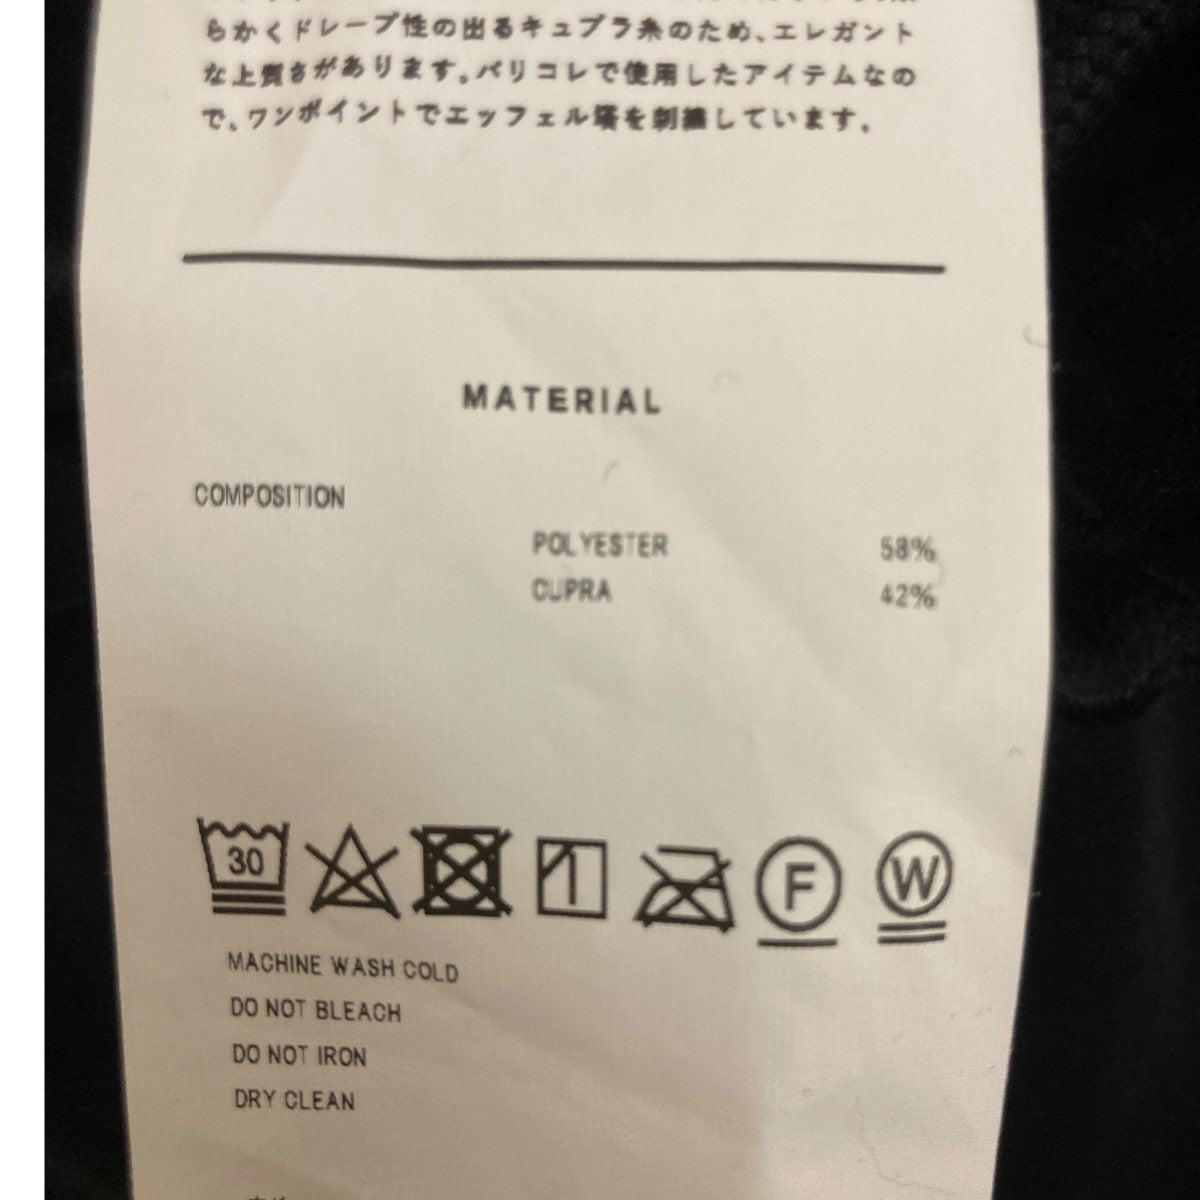 らかくドレープ性の出るキュプラ糸のため、エレガント
な上質さがあります。パリコレで使用したアイテムなの
で、ワンポイントでエッフェル塔を刺繍しています。
MATERIAL
COMPOSITION
POLYESTER 58%
CUPRA 42%
30
F
W
MACHINE WASH COLD
DO NOT BLEACH
DO NOT IRON
DRY CLEAN